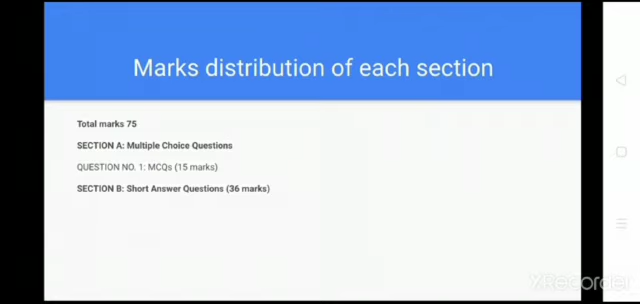 Marks distribution of each section
Total marks 75
SECTION A: Multiple Choice Questions
QUESTION NO. 1: MCQs (15 marks)
SECTION B: Short Answer Questions (36 marks)
XRecorder